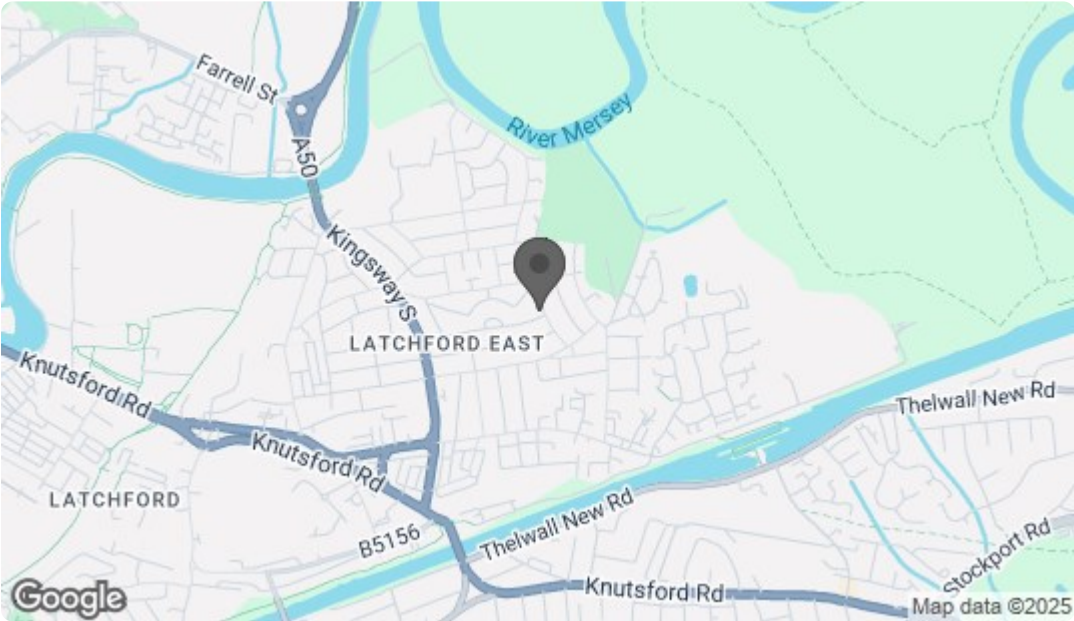 Farrell St
River Mersey
A50
Kingsway S
LATCHFORD EAST
Knutsford Rd
Thelwall New Rd
Knutsford Rd
LATCHFORD
Thelwall New Rd
B5156
Stockport Rd
Knutsford Rd
Google
Map data ©2025